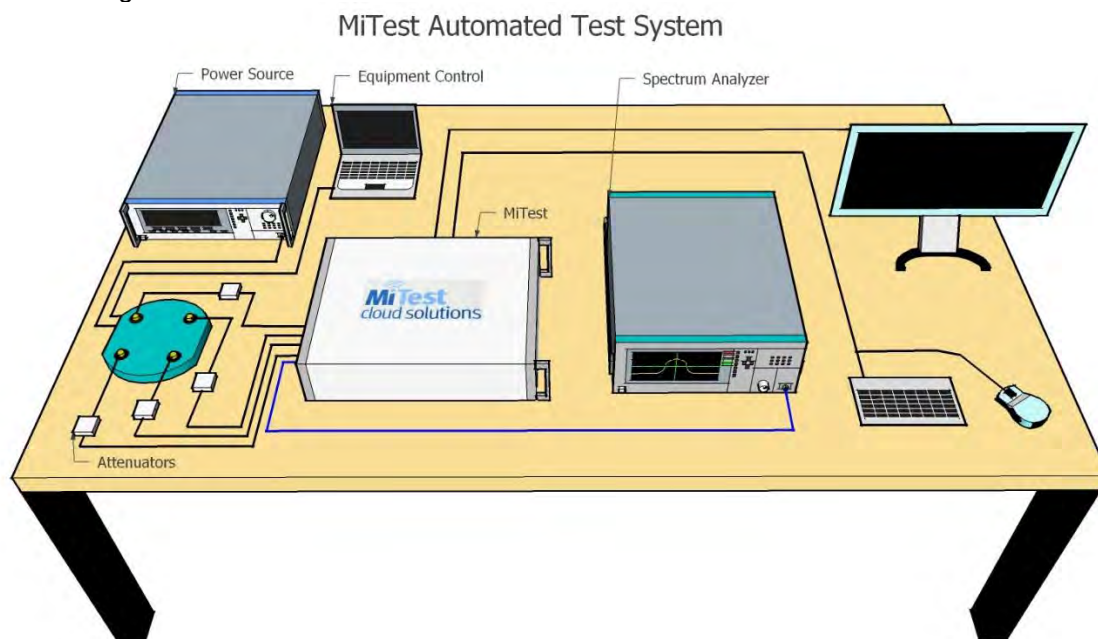 MiTest Automated Test System
Power Source
Equipment Control
Spectrum Analyzer
MiTest
MiTest
cloud solutions
Attenuators